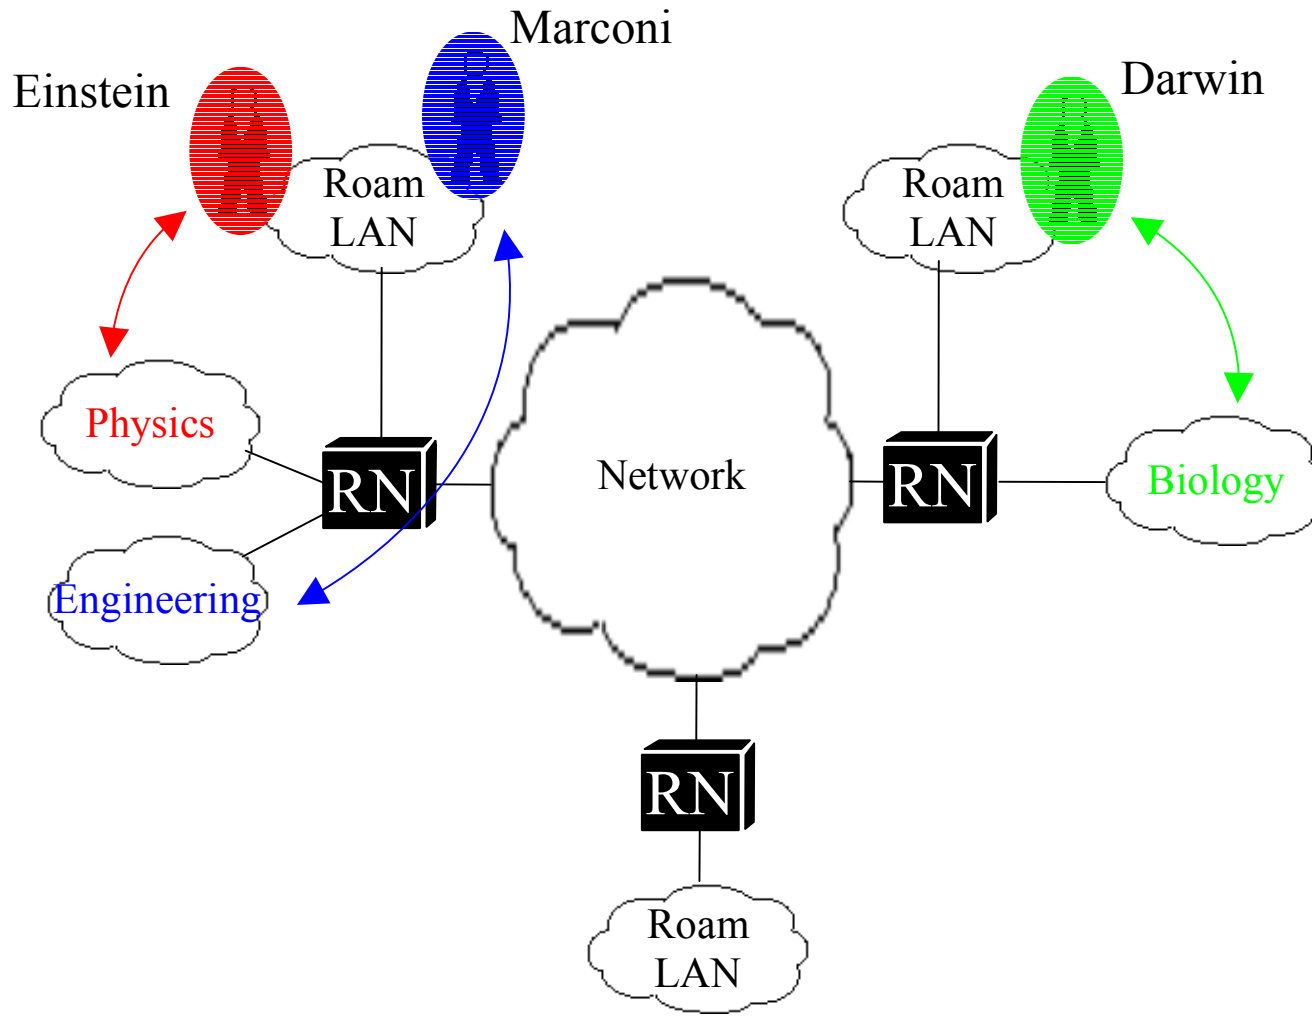 Marconi
Einstein
Darwin
Roam
LAN
Roam
LAN
Physics
Network
RN
RN
Biology
Engineering
RN
Roam
LAN